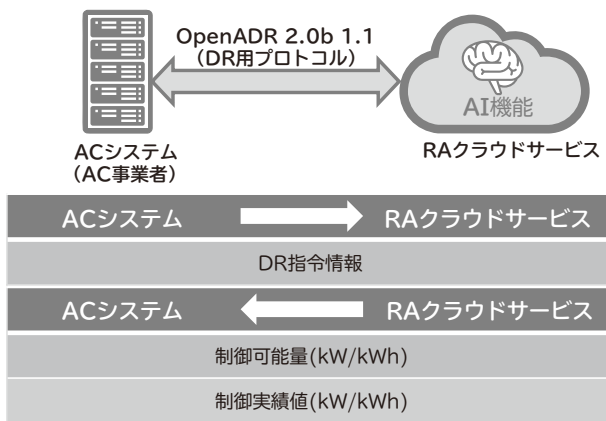 OpenADR 2.0b 1.1
（DR用プロトコル）
AI機能
ACシステム
（AC事業者）
RAクラウドサービス
ACシステム RAクラウドサービス
DR指令情報
ACシステム RAクラウドサービス
制御可能量(kW/kWh)
制御実績値(kW/kWh)